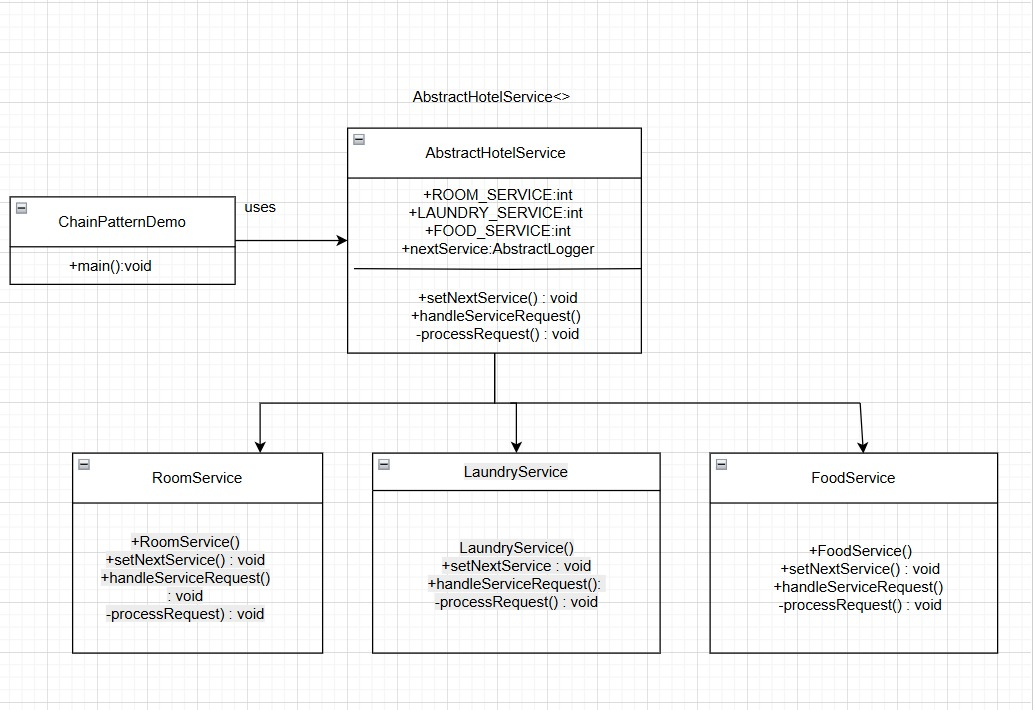 AbstractHotelService<>
AbstractHotelService
+ROOM_SERVICE:int
+LAUNDRY_SERVICE:int
+FOOD_SERVICE:int
+nextService:AbstractLogger
+setNextService() : void
+handleServiceRequest()
-processRequest() : void
ChainPatternDemo
+main():void
uses
RoomService
+RoomService()
+setNextService() : void
+handleServiceRequest()
: void
-processRequest) : void
LaundryService
LaundryService()
+setNextService : void
+handleServiceRequest():
-processRequest() : void
FoodService
+FoodService()
+setNextService() : void
+handleServiceRequest()
-processRequest() : void